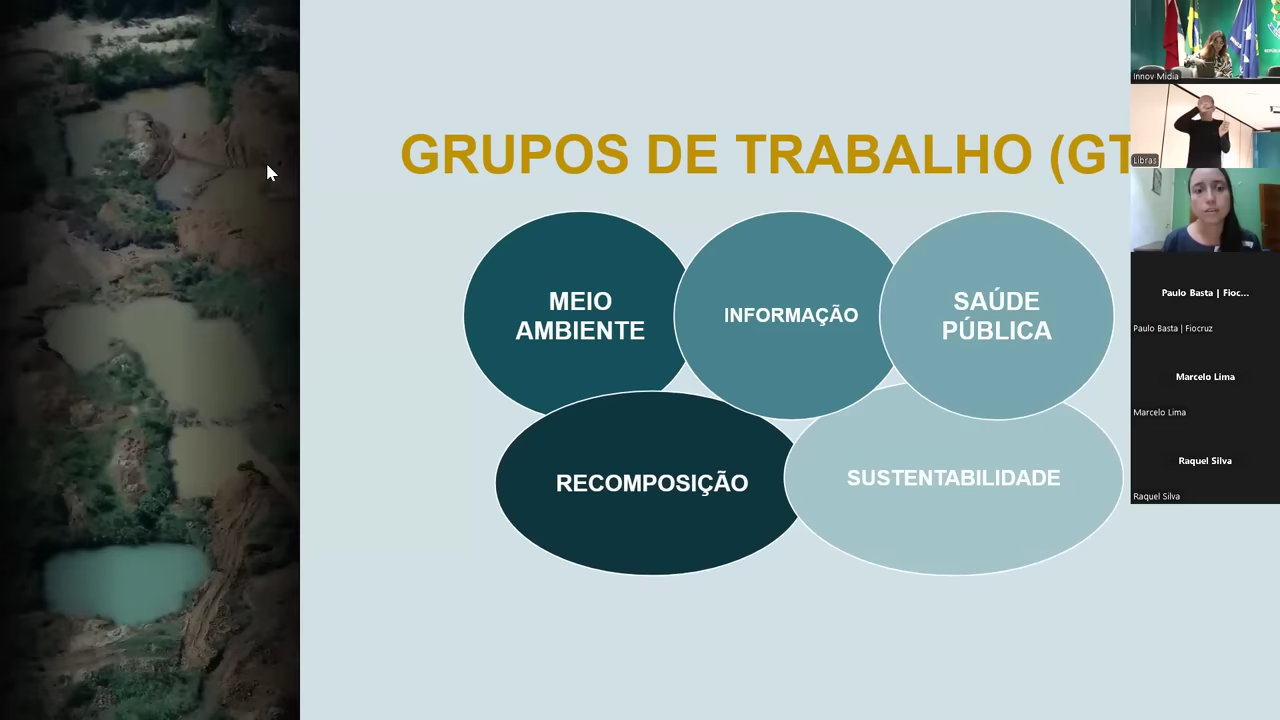 GRUPOS DE TRABALHO (GT
MEIO
AMBIENTE
INFORMAÇÃO
SAÚDE
PÚBLICA
RECOMPOSIÇÃO
SUSTENTABILIDADE
Innov Midia
Libras
Paulo Basta | Fioc...
Paulo Basta | Fiocruz
Marcelo Lima
Marcelo Lima
Raquel Silva
Raquel Silva